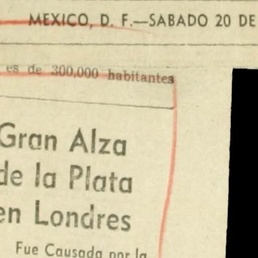 MEXICO, D. F.—SABADO 20 DE
es de 300,000 habitantes
Gran Alza
de la Plata
en Londres
Fue Causada por la